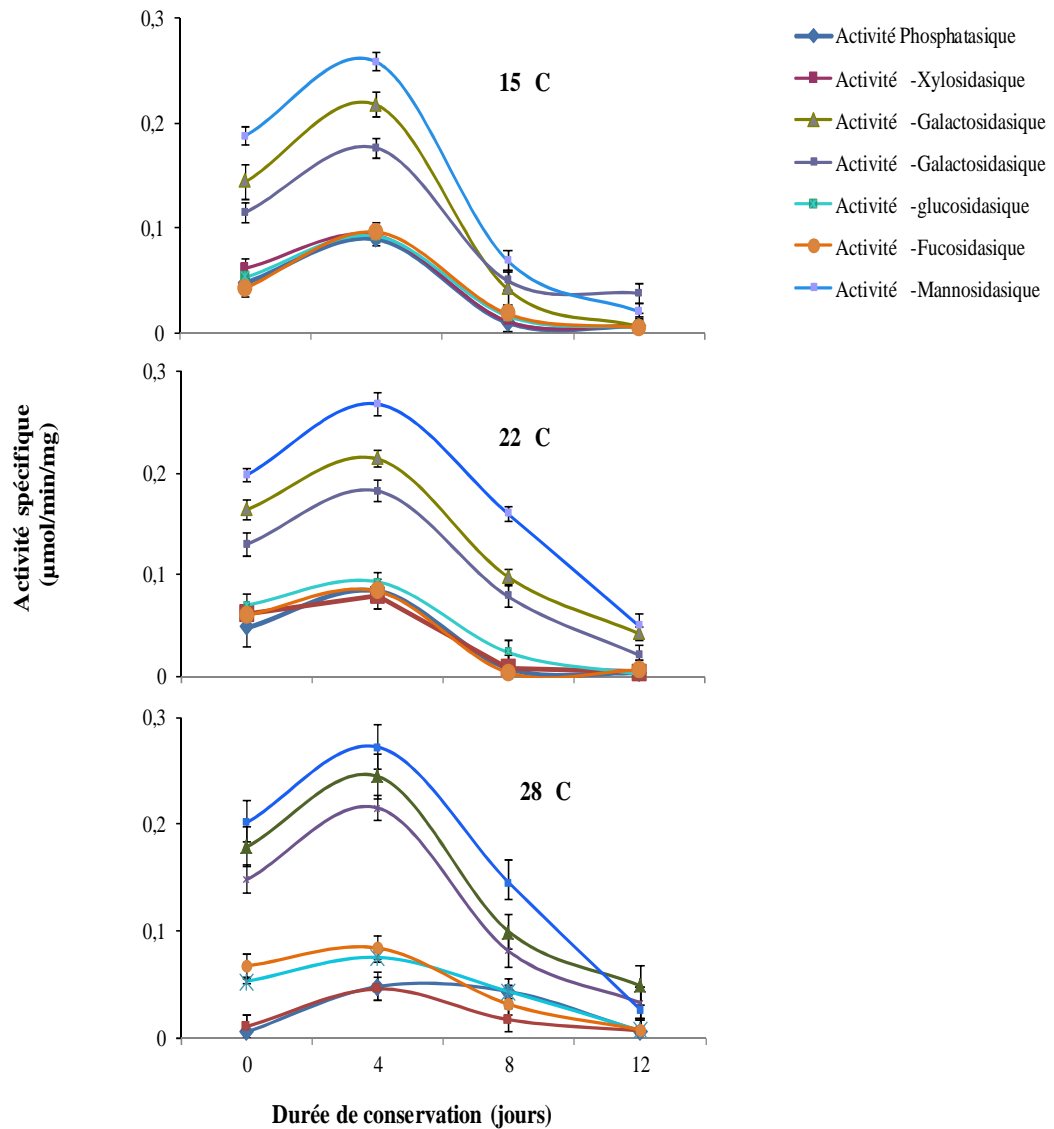 0,3
15 C
0,2
0,1
0
Activité Phosphatasique
Activité -Xylosidasique
Activité -Galactosidasique
Activité -Galactosidasique
Activité -glucosidasique
Activité -Fucosidasique
Activité -Mannosidasique
Activité spécifique
(µmol/min/mg)
0,3
22 C
0,2
0,1
0
0,3
28 C
0,2
0,1
0
0 4 8 12
Durée de conservation (jours)